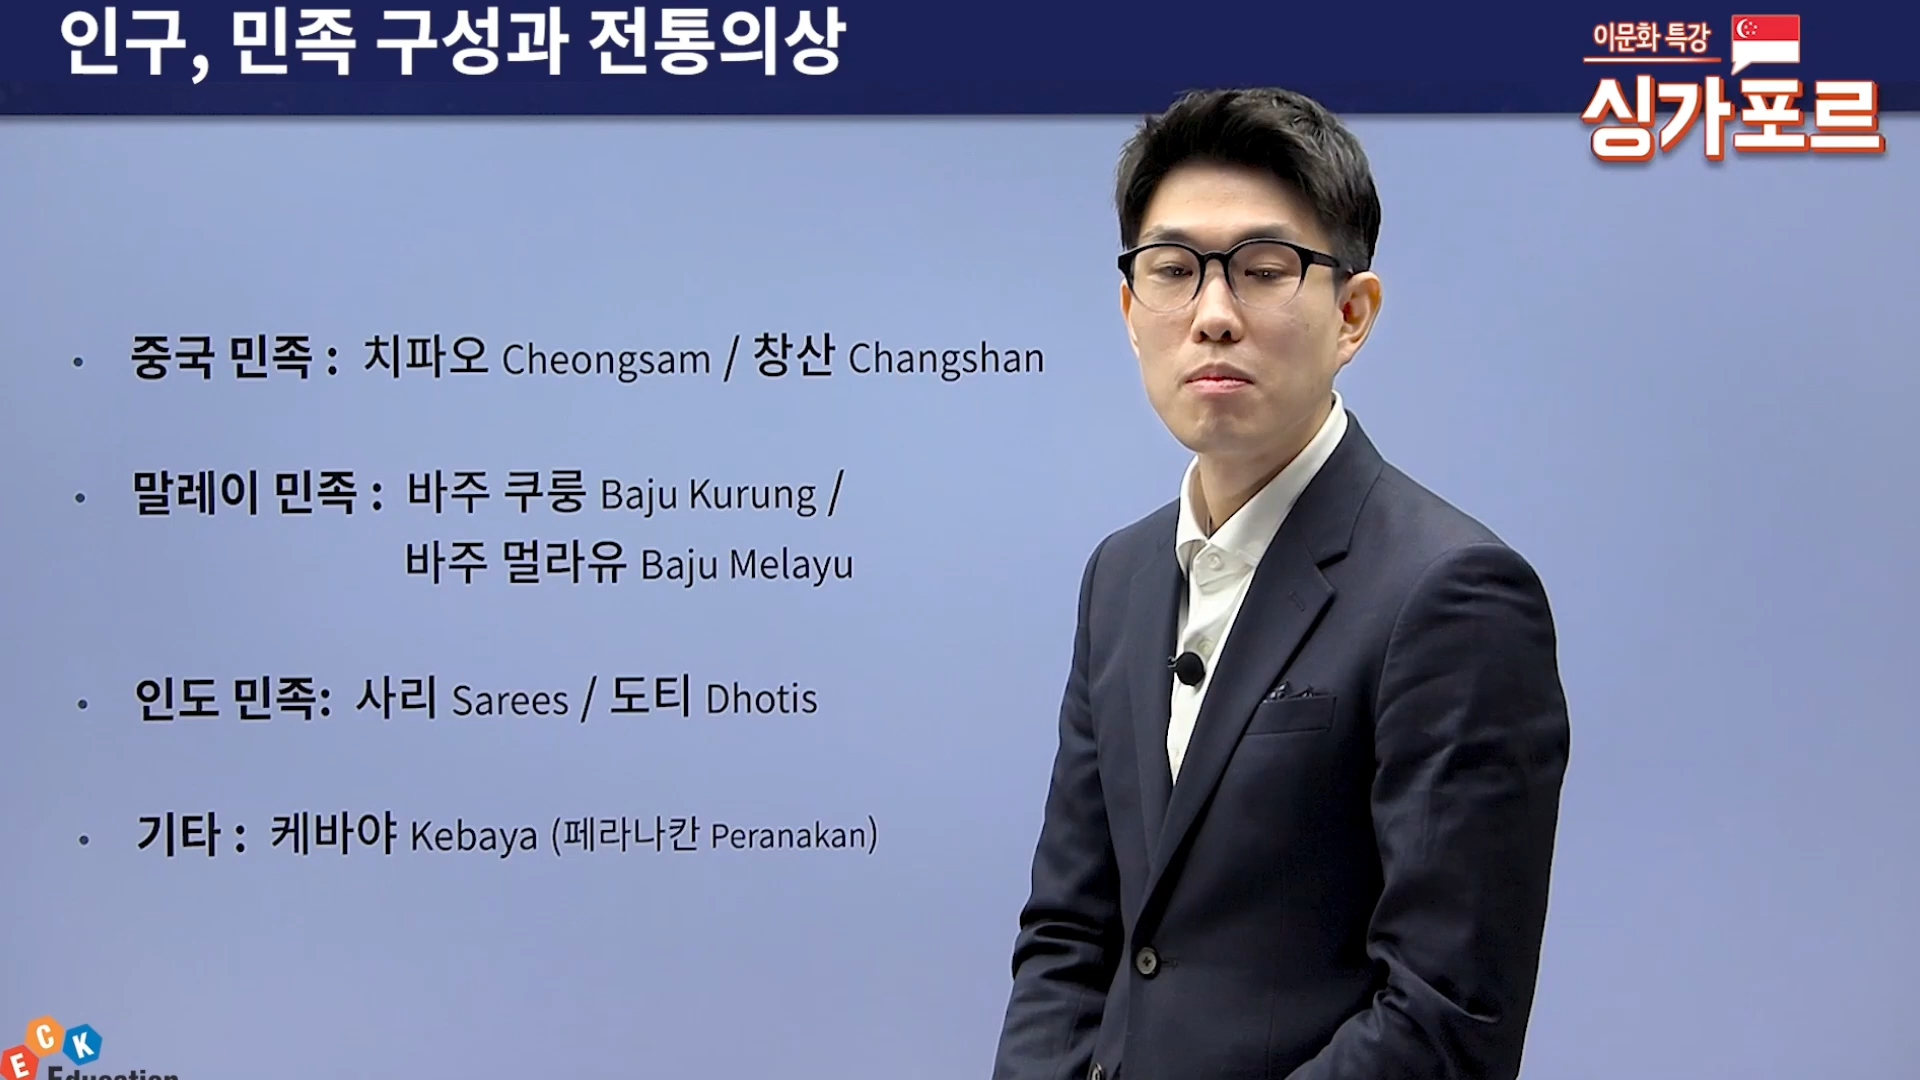 인구, 민족 구성과 전통의상
이문화 특강
싱가포르
• 중국 민족 : 치파오 Cheongsam / 창산 Changshan
• 말레이 민족 : 바주 쿠룽 Baju Kurung /
바주 멀라유 Baju Melayu
• 인도 민족: 사리 Sarees / 도티 Dhotis
• 기타 : 케바야 Kebaya (페라나칸 Peranakan)
ECK
Education